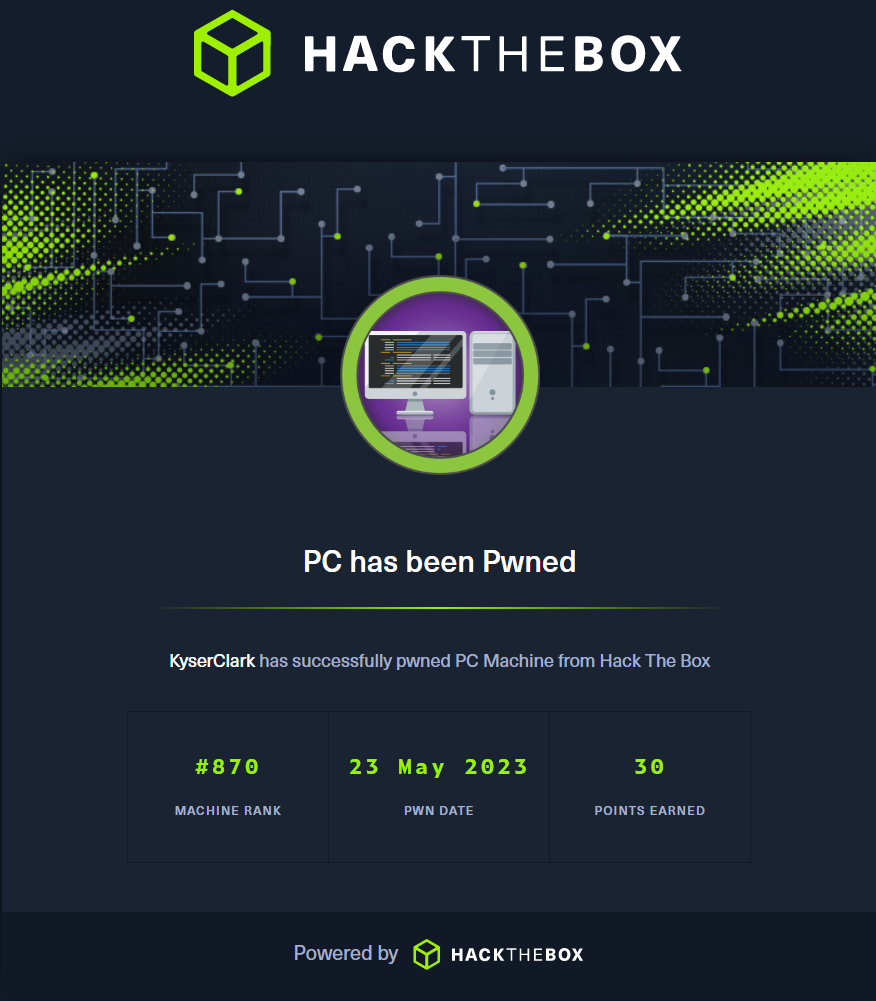 HACKTHEBOX
PC has been Pwned
KyserClark has successfully pwned PC Machine from Hack The Box
#870 23 May 2023 30
MACHINE RANK PWN DATE POINTS EARNED
Powered by HACKTHEBOX